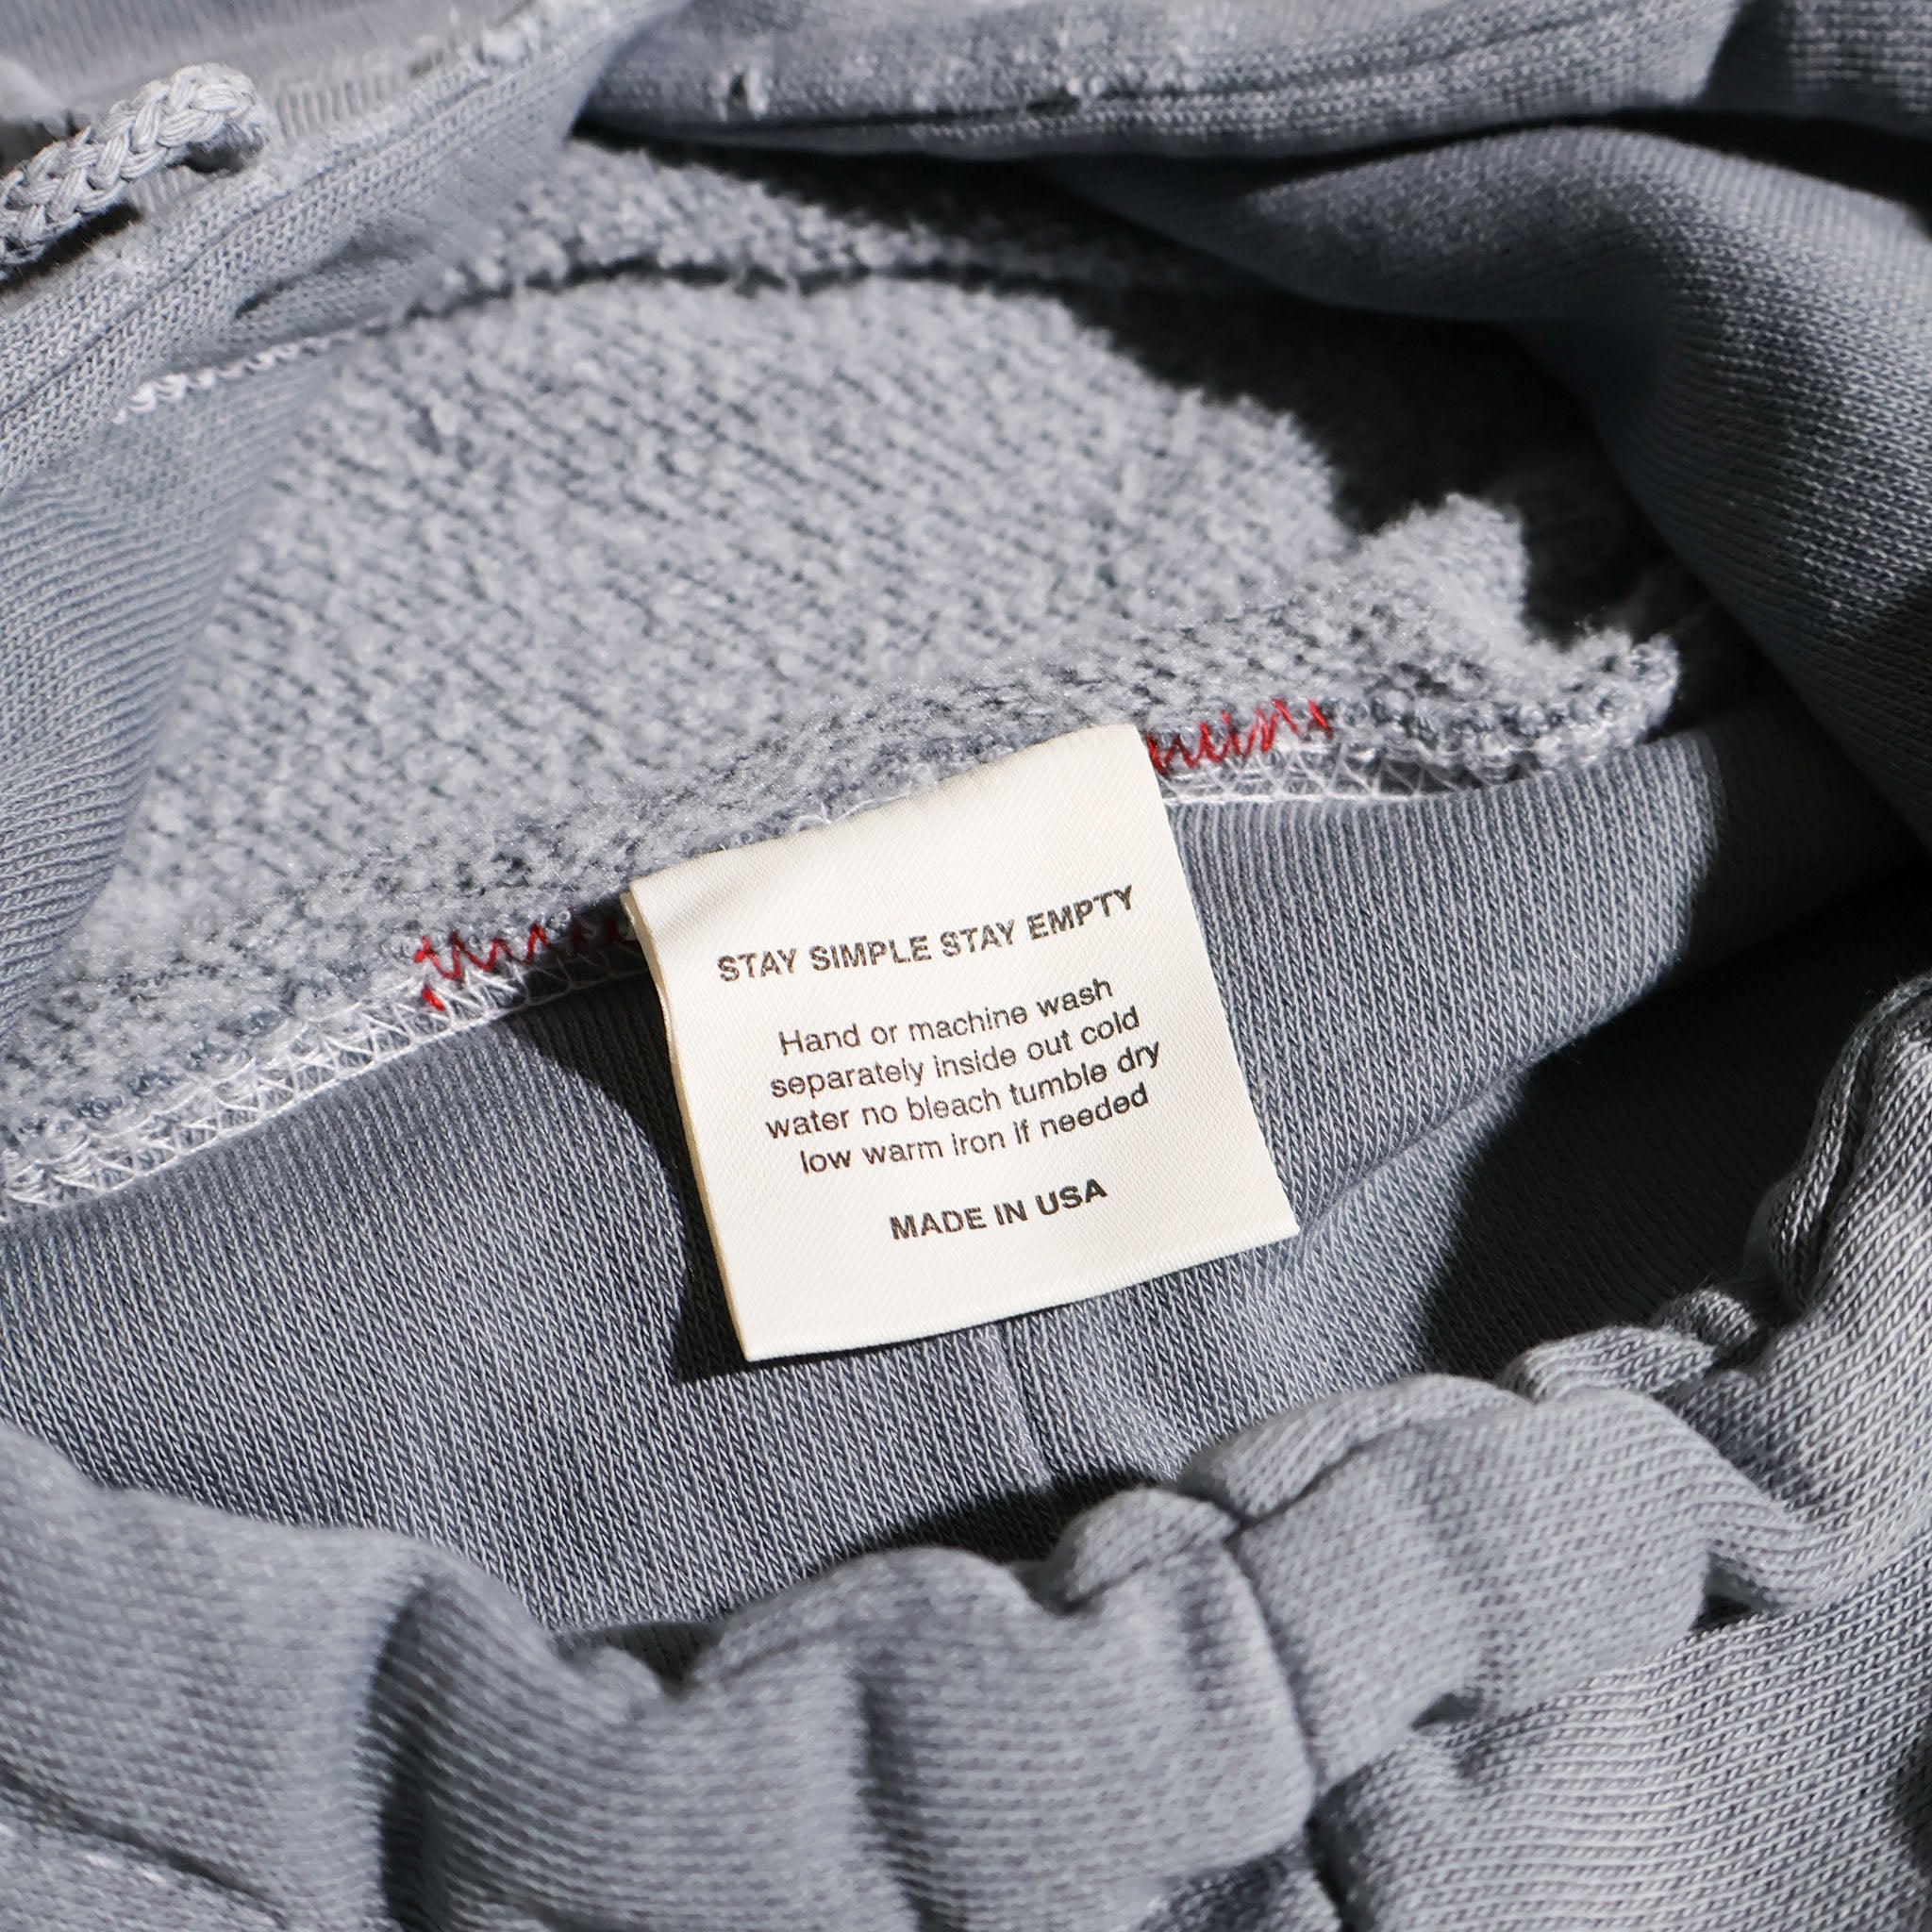 STAY SIMPLE STAY EMPTY
Hand or machine wash
separately inside out cold
water no bleach tumble dry
low warm iron if needed
MADE IN USA